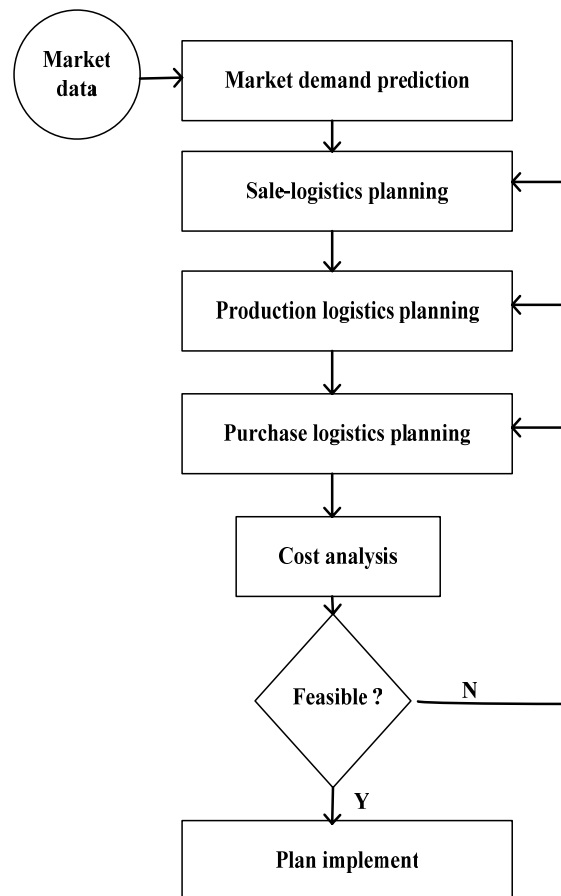 Market
data
Market demand prediction
Sale-logistics planning
Production logistics planning
Purchase logistics planning
Cost analysis
Feasible ?
N
Y
Plan implement